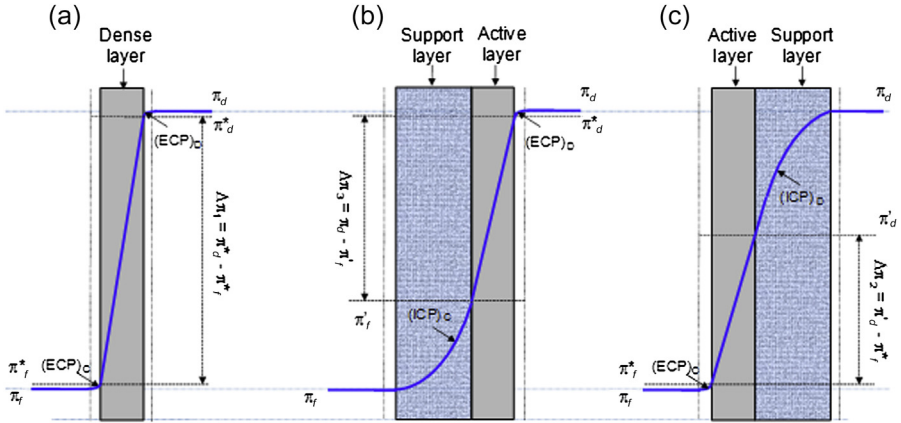 (a)
Dense
layer
π_d
π*_d
(ECP)_D
Δπ_1 = π*_d - π*_f
π*_f
(ECP)_C
π_f
(b)
Support
layer
Active
layer
π_d
π*_d
(ECP)_D
Δπ_3 = π_d - π'_f
π'_f
(ICP)_C
π_f
(c)
Active
layer
Support
layer
π_d
(ICP)_D
π'_d
Δπ_2 = π'_d - π*_f
π*_f
(ECP)_C
π_f